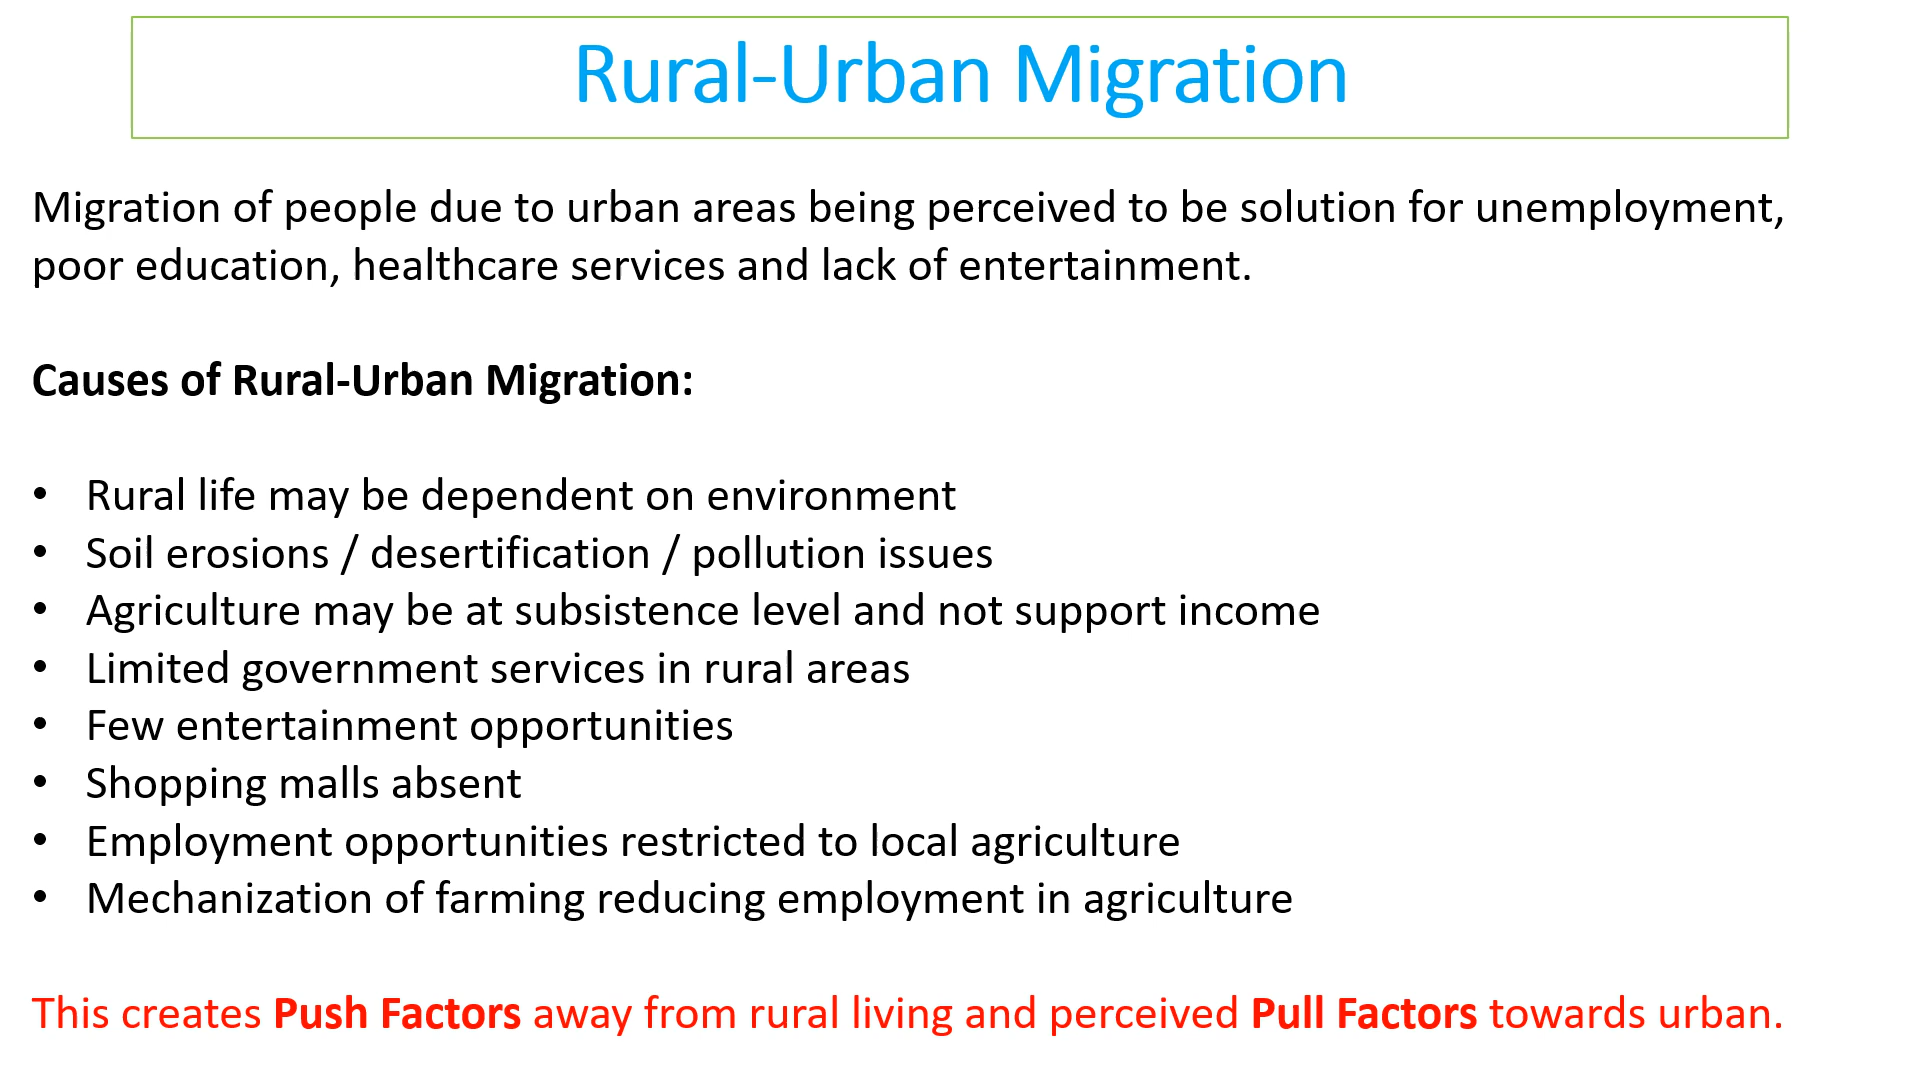 Rural-Urban Migration
Migration of people due to urban areas being perceived to be solution for unemployment,
poor education, healthcare services and lack of entertainment.
Causes of Rural-Urban Migration:
• Rural life may be dependent on environment
• Soil erosions / desertification / pollution issues
• Agriculture may be at subsistence level and not support income
• Limited government services in rural areas
• Few entertainment opportunities
• Shopping malls absent
• Employment opportunities restricted to local agriculture
• Mechanization of farming reducing employment in agriculture
This creates Push Factors away from rural living and perceived Pull Factors towards urban.